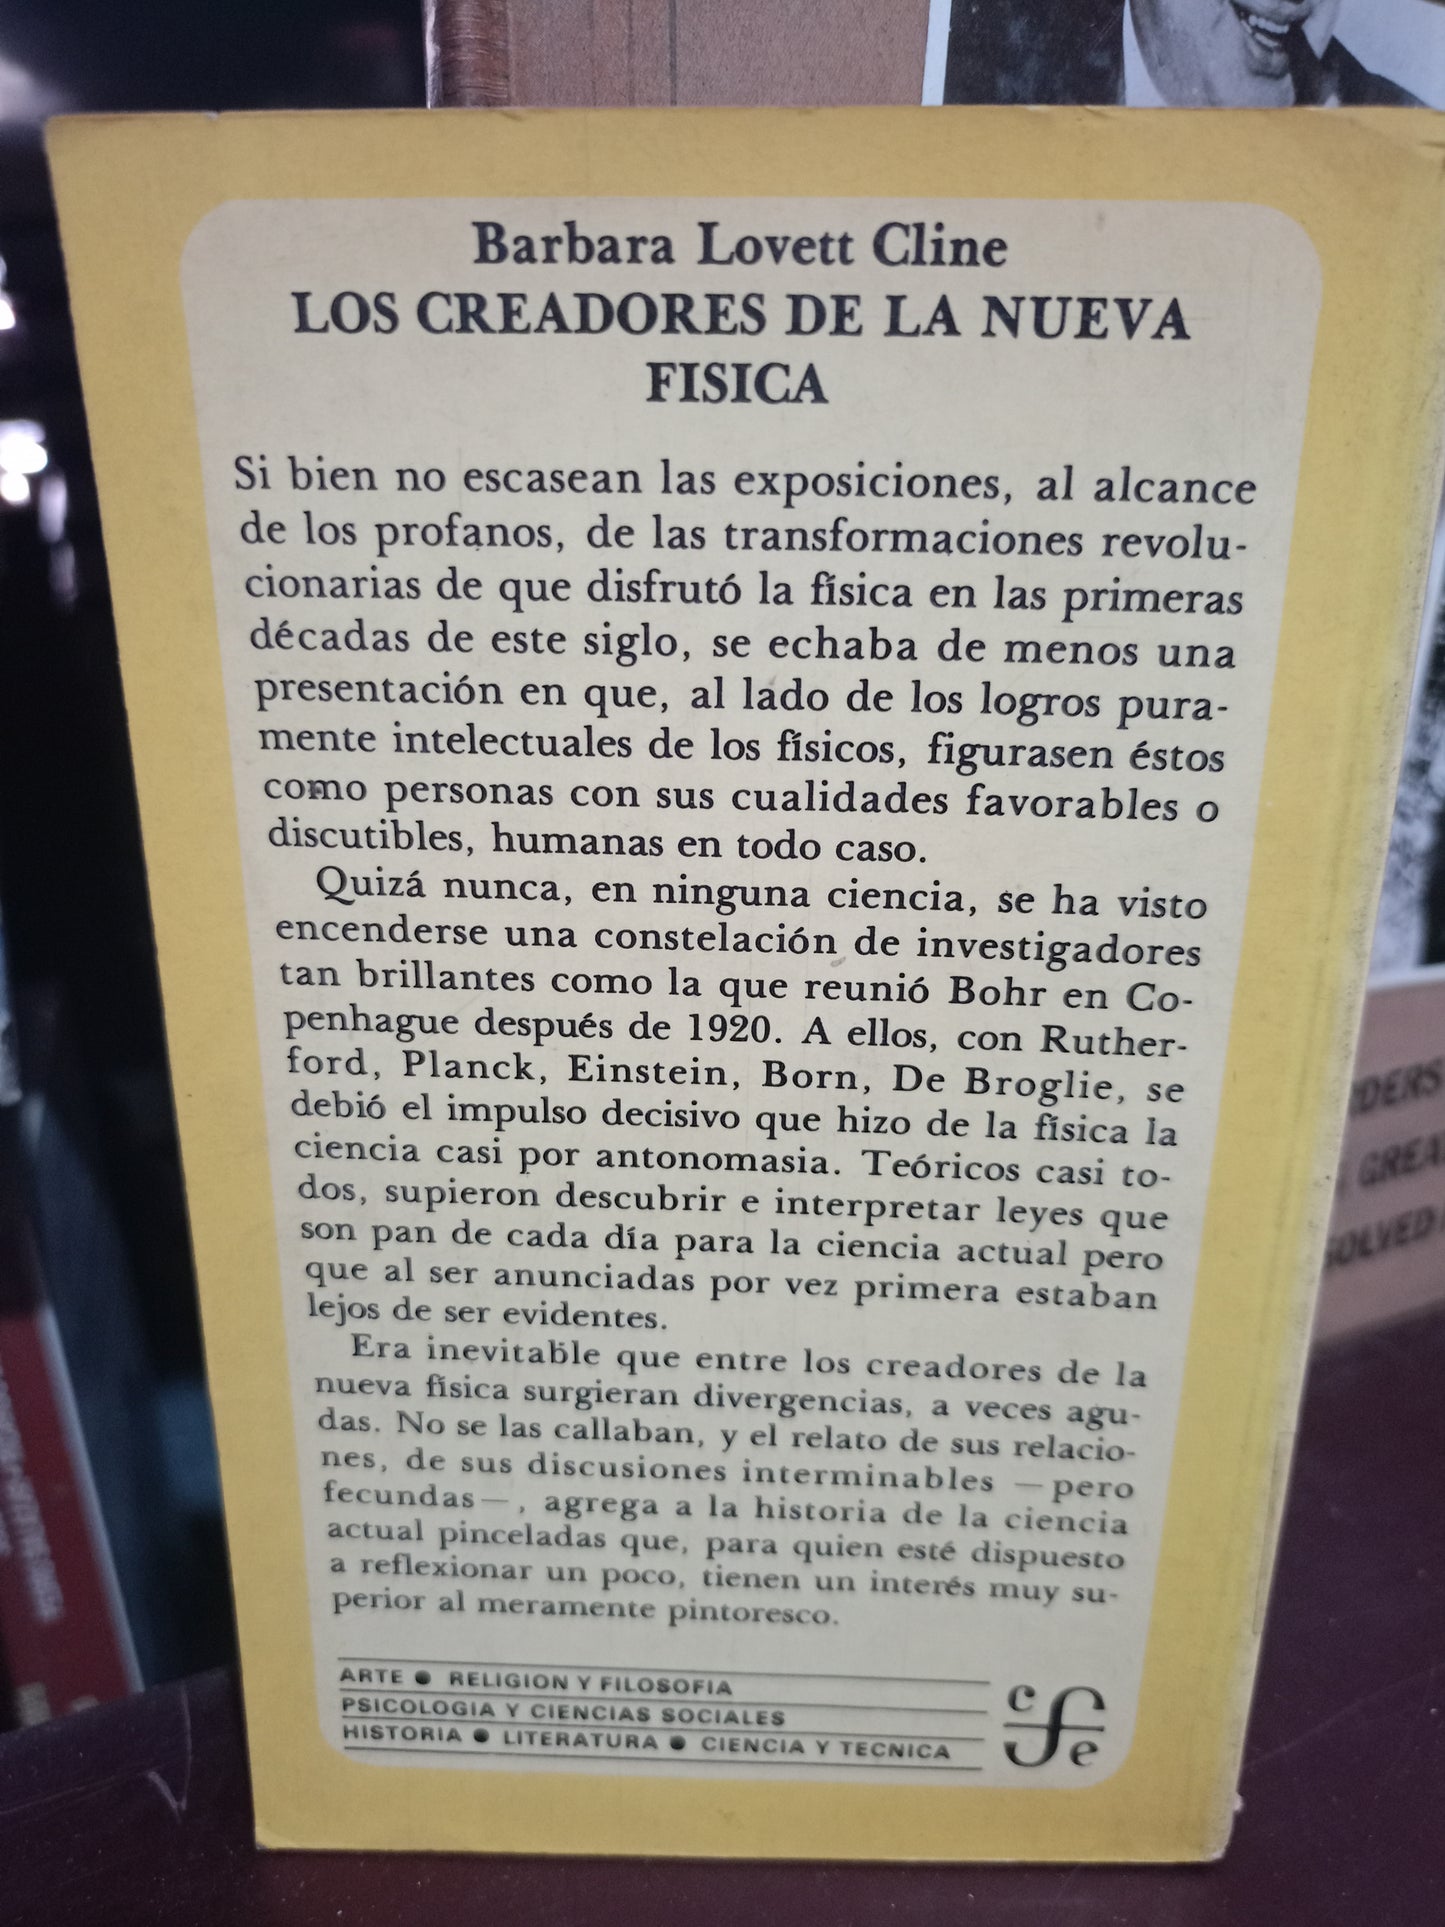 Barbara Lovett Cline
LOS CREADORES DE LA NUEVA
FISICA
Si bien no escasean las exposiciones, al alcance
de los profanos, de las transformaciones revolu-
cionarias de que disfrutó la física en las primeras
décadas de este siglo, se echaba de menos una
presentación en que, al lado de los logros pura-
mente intelectuales de los físicos, figurasen éstos
como personas con sus cualidades favorables o
discutibles, humanas en todo caso.
Quizá nunca, en ninguna ciencia, se ha visto
encenderse una constelación de investigadores
tan brillantes como la que reunió Bohr en Co-
penhague después de 1920. A ellos, con Ruther-
ford, Planck, Einstein, Born, De Broglie, se
debió el impulso decisivo que hizo de la física la
ciencia casi por antonomasia. Teóricos casi to-
dos, supieron descubrir e interpretar leyes que
son pan de cada día para la ciencia actual pero
que al ser anunciadas por vez primera estaban
lejos de ser evidentes.
Era inevitable que entre los creadores de la
nueva física surgieran divergencias, a veces agu-
das. No se las callaban, y el relato de sus relacio-
nes, de sus discusiones interminables —pero
fecundas—, agrega a la historia de la ciencia
actual pinceladas que, para quien esté dispuesto
a reflexionar un poco, tienen un interés muy su-
perior al meramente pintoresco.
ARTE ● RELIGION Y FILOSOFIA
PSICOLOGIA Y CIENCIAS SOCIALES
HISTORIA ● LITERATURA ● CIENCIA Y TECNICA
cfe
GREA
SOLVED